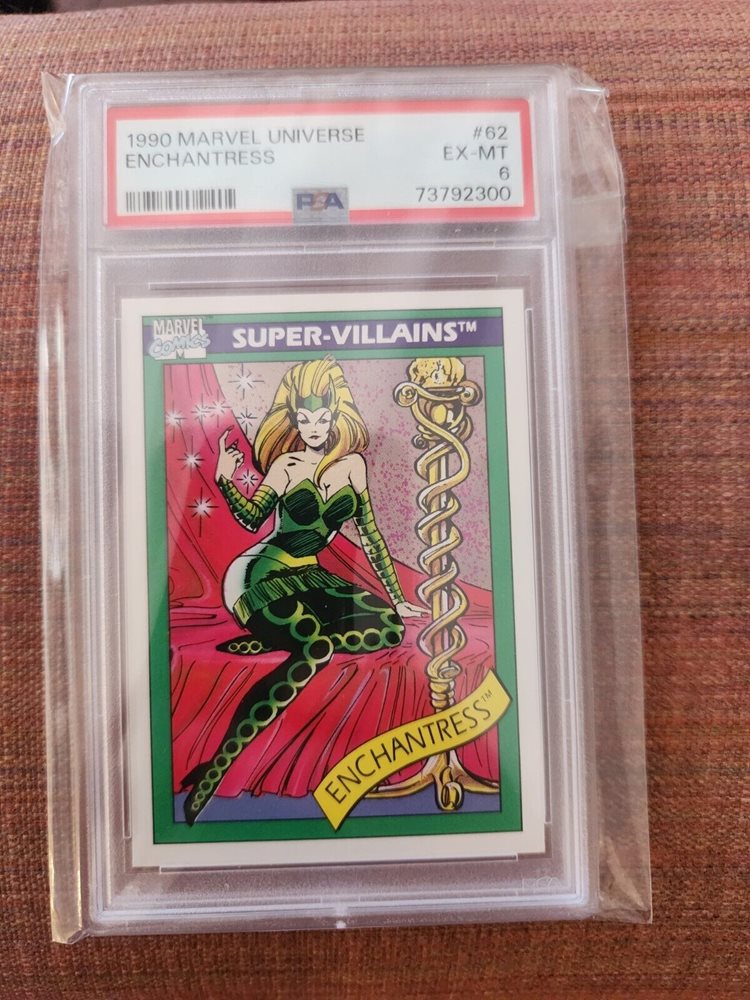 1990 MARVEL UNIVERSE #62
ENCHANTRESS EX-MT
6
PSA 73792300
MARVEL COMICS SUPER-VILLAINS™
ENCHANTRESS™